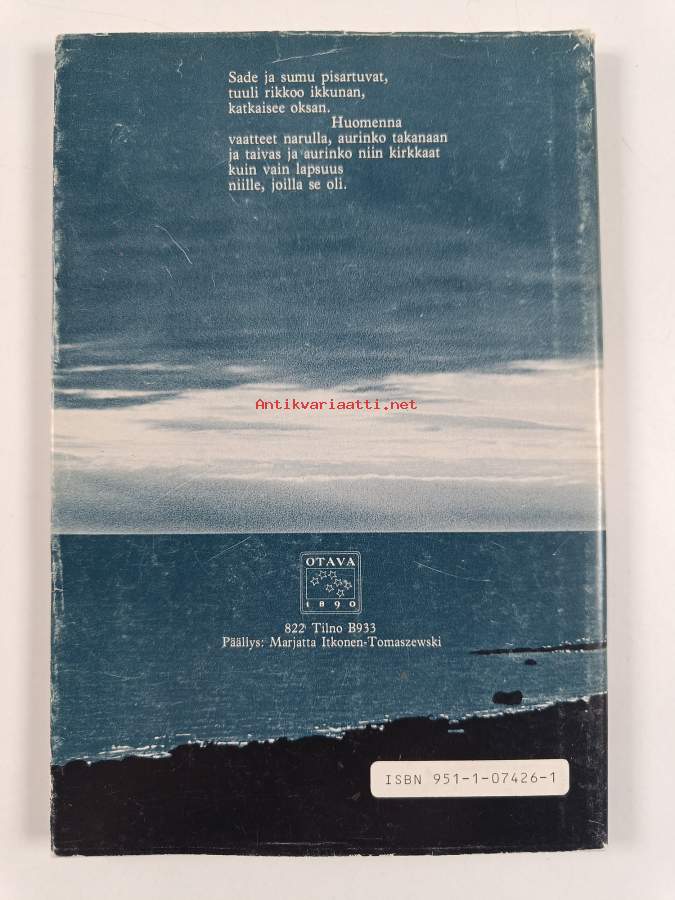 Sade ja sumu pisartuvat,
tuuli rikkoo ikkunan,
katkaisee oksan.
Huomenna
vaatteet narulla, aurinko takanaan
ja taivas ja aurinko niin kirkkaat
kuin vain lapsuus
niille, joilla se oli.
Antikvariaatti.net
OTAVA
1890
822 Tilno B933
Päällys: Marjatta Itkonen-Tomaszewski
ISBN 951-1-07426-1